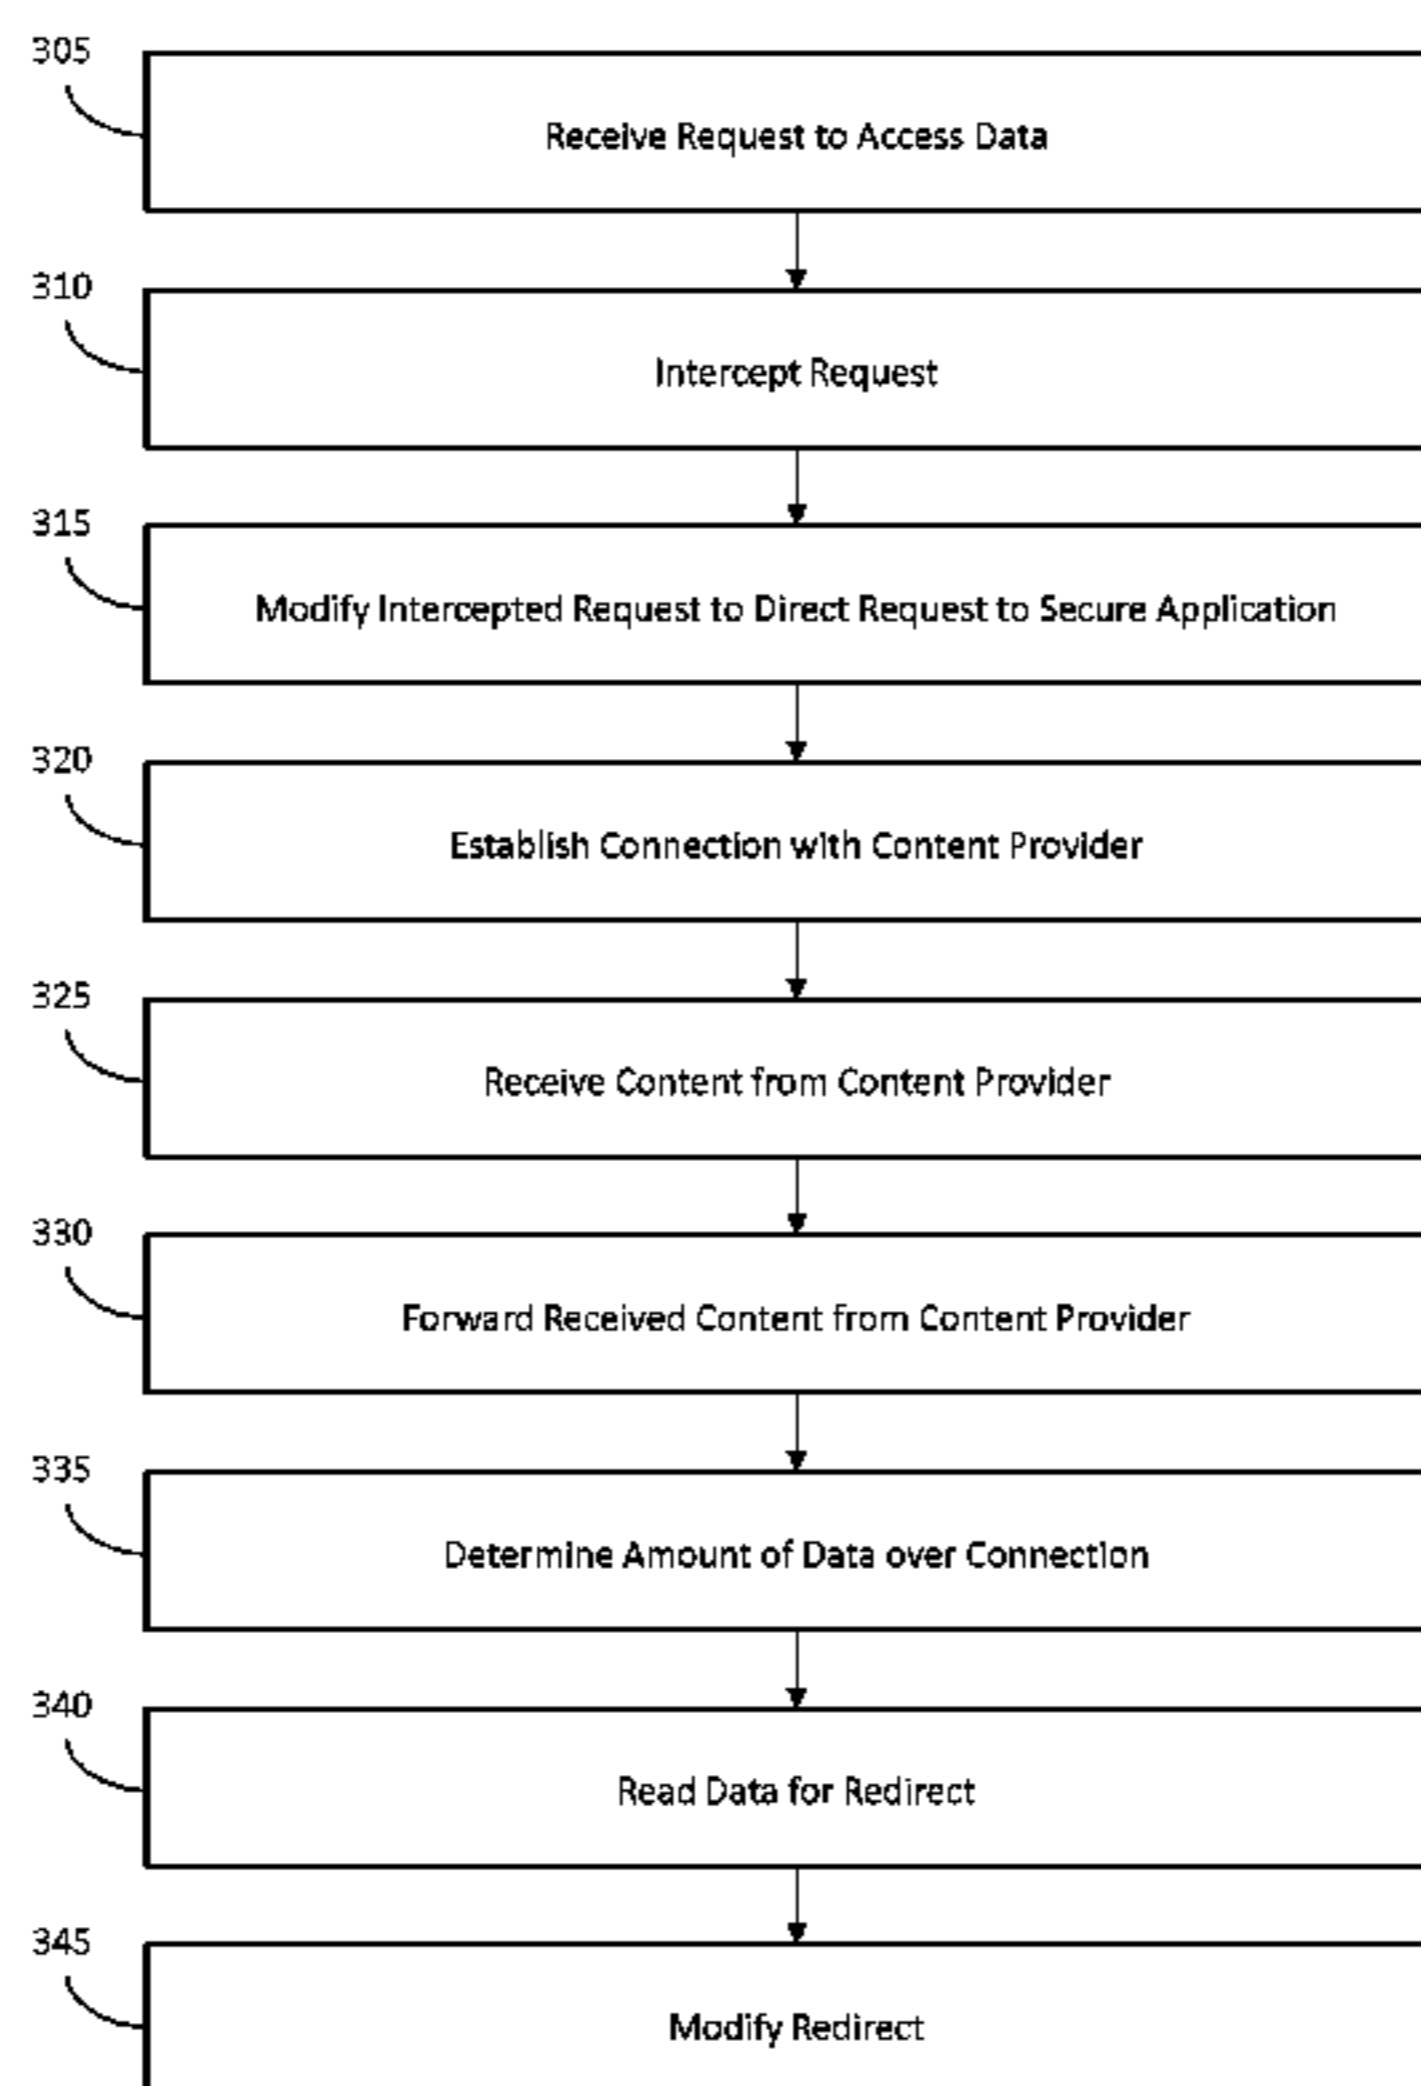 305
Receive Request to Access Data
310
Intercept Request
315
Modify Intercepted Request to Direct Request to Secure Application
320
Establish Connection with Content Provider
325
Receive Content from Content Provider
330
Forward Received Content from Content Provider
335
Determine Amount of Data over Connection
340
Read Data for Redirect
345
Modify Redirect